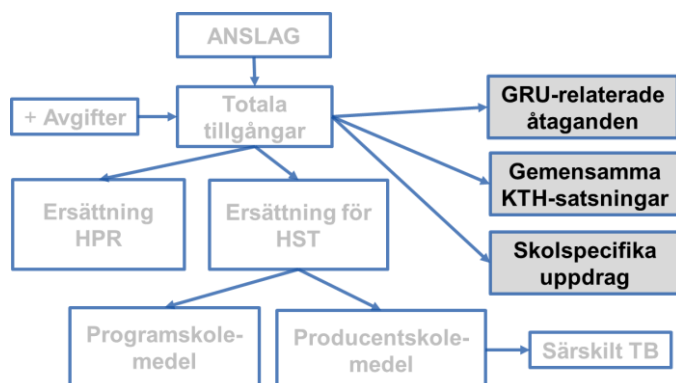 ANSLAG
+ Avgifter
Totala
tillgångar
GRU-relaterade
åtaganden
Gemensamma
KTH-satsningar
Skolspecifika
uppdrag
Ersättning
HPR
Ersättning för
HST
Programskole-
medel
Producentskole-
medel
Särskilt TB